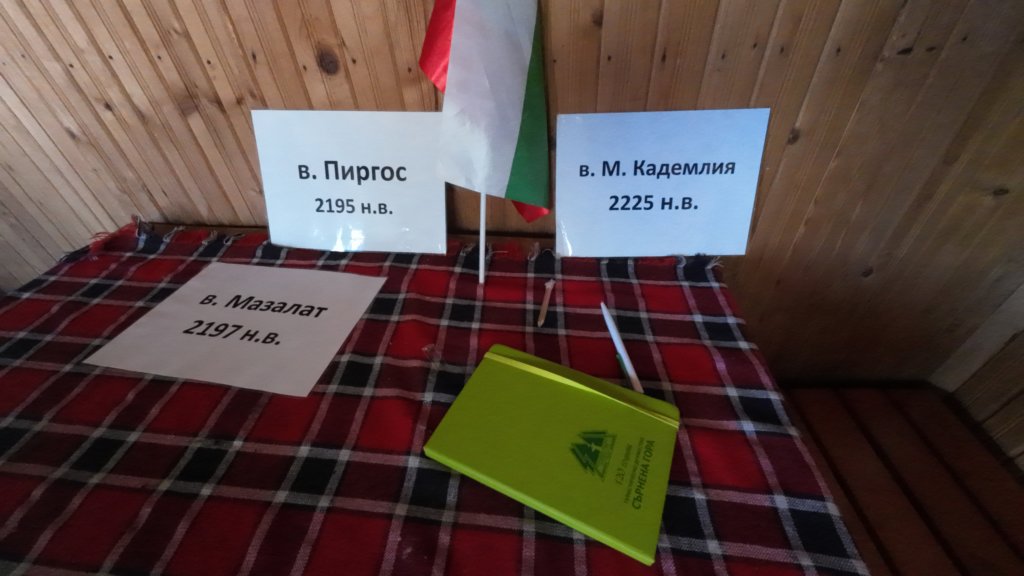 в. Пиргос
2195 н.в.
в. М. Кадемлия
2225 н.в.
в. Мазалат
2197 н.в.
СЪРНЕНА ГОРА